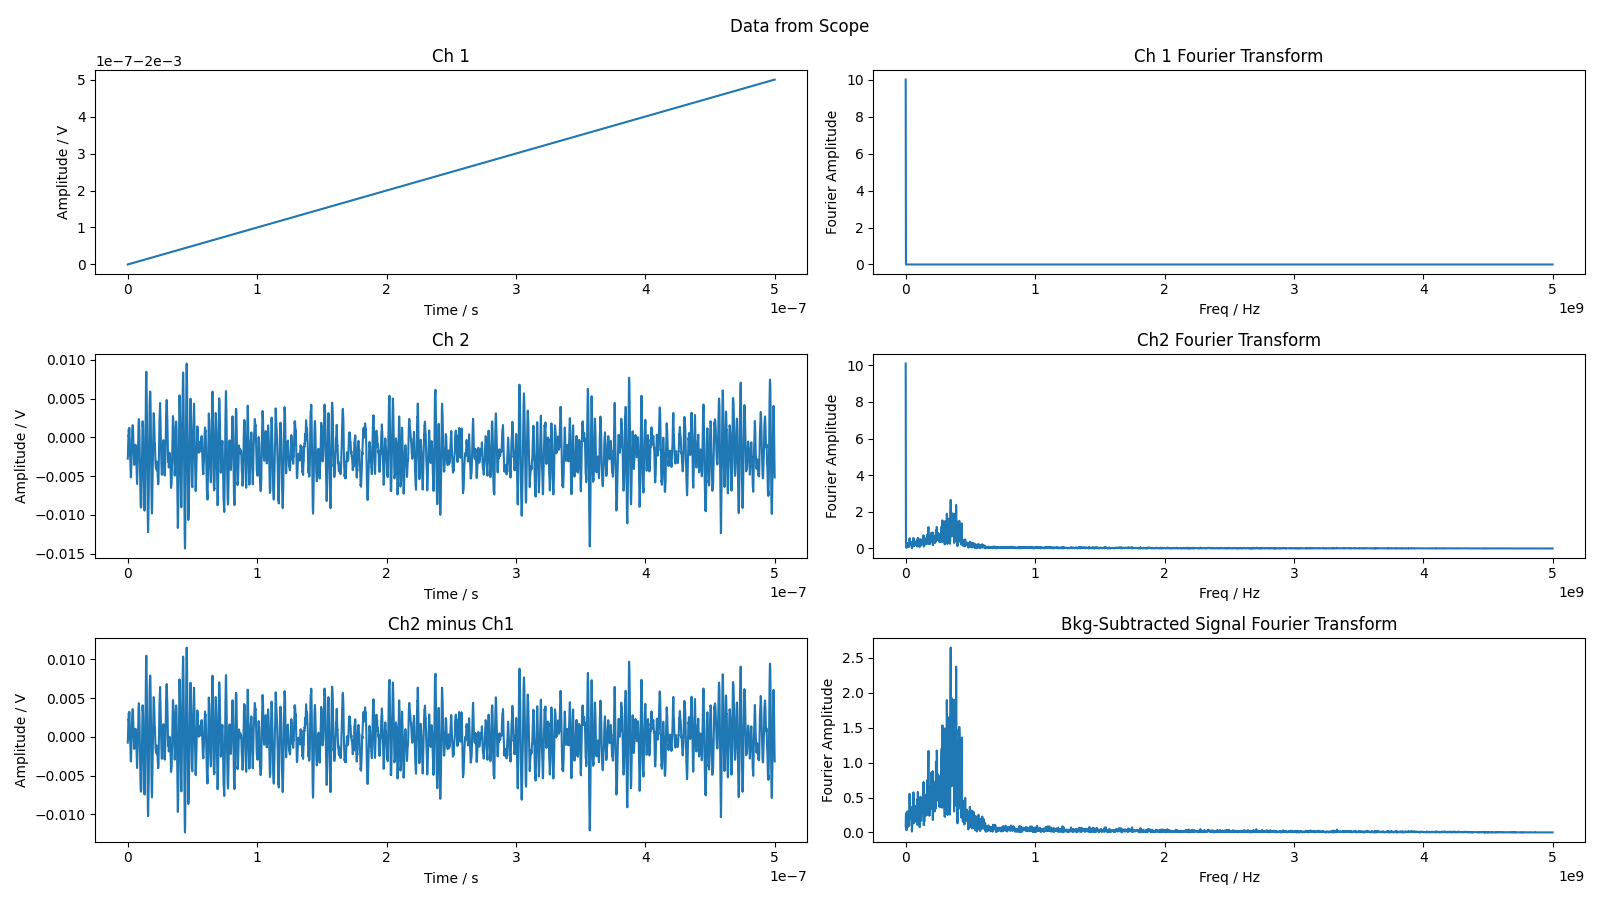 Data from Scope
Ch 1
1e−7−2e−3
5
4
3
2
1
0
Amplitude / V
0 1 2 3 4 5
1e−7
Time / s
Ch 1 Fourier Transform
10
8
6
4
2
0
Fourier Amplitude
0 1 2 3 4 5
1e9
Freq / Hz
Ch 2
0.010
0.005
0.000
−0.005
−0.010
−0.015
Amplitude / V
0 1 2 3 4 5
1e−7
Time / s
Ch2 Fourier Transform
10
8
6
4
2
0
Fourier Amplitude
0 1 2 3 4 5
1e9
Freq / Hz
Ch2 minus Ch1
0.010
0.005
0.000
−0.005
−0.010
Amplitude / V
0 1 2 3 4 5
1e−7
Time / s
Bkg-Subtracted Signal Fourier Transform
2.5
2.0
1.5
1.0
0.5
0.0
Fourier Amplitude
0 1 2 3 4 5
1e9
Freq / Hz